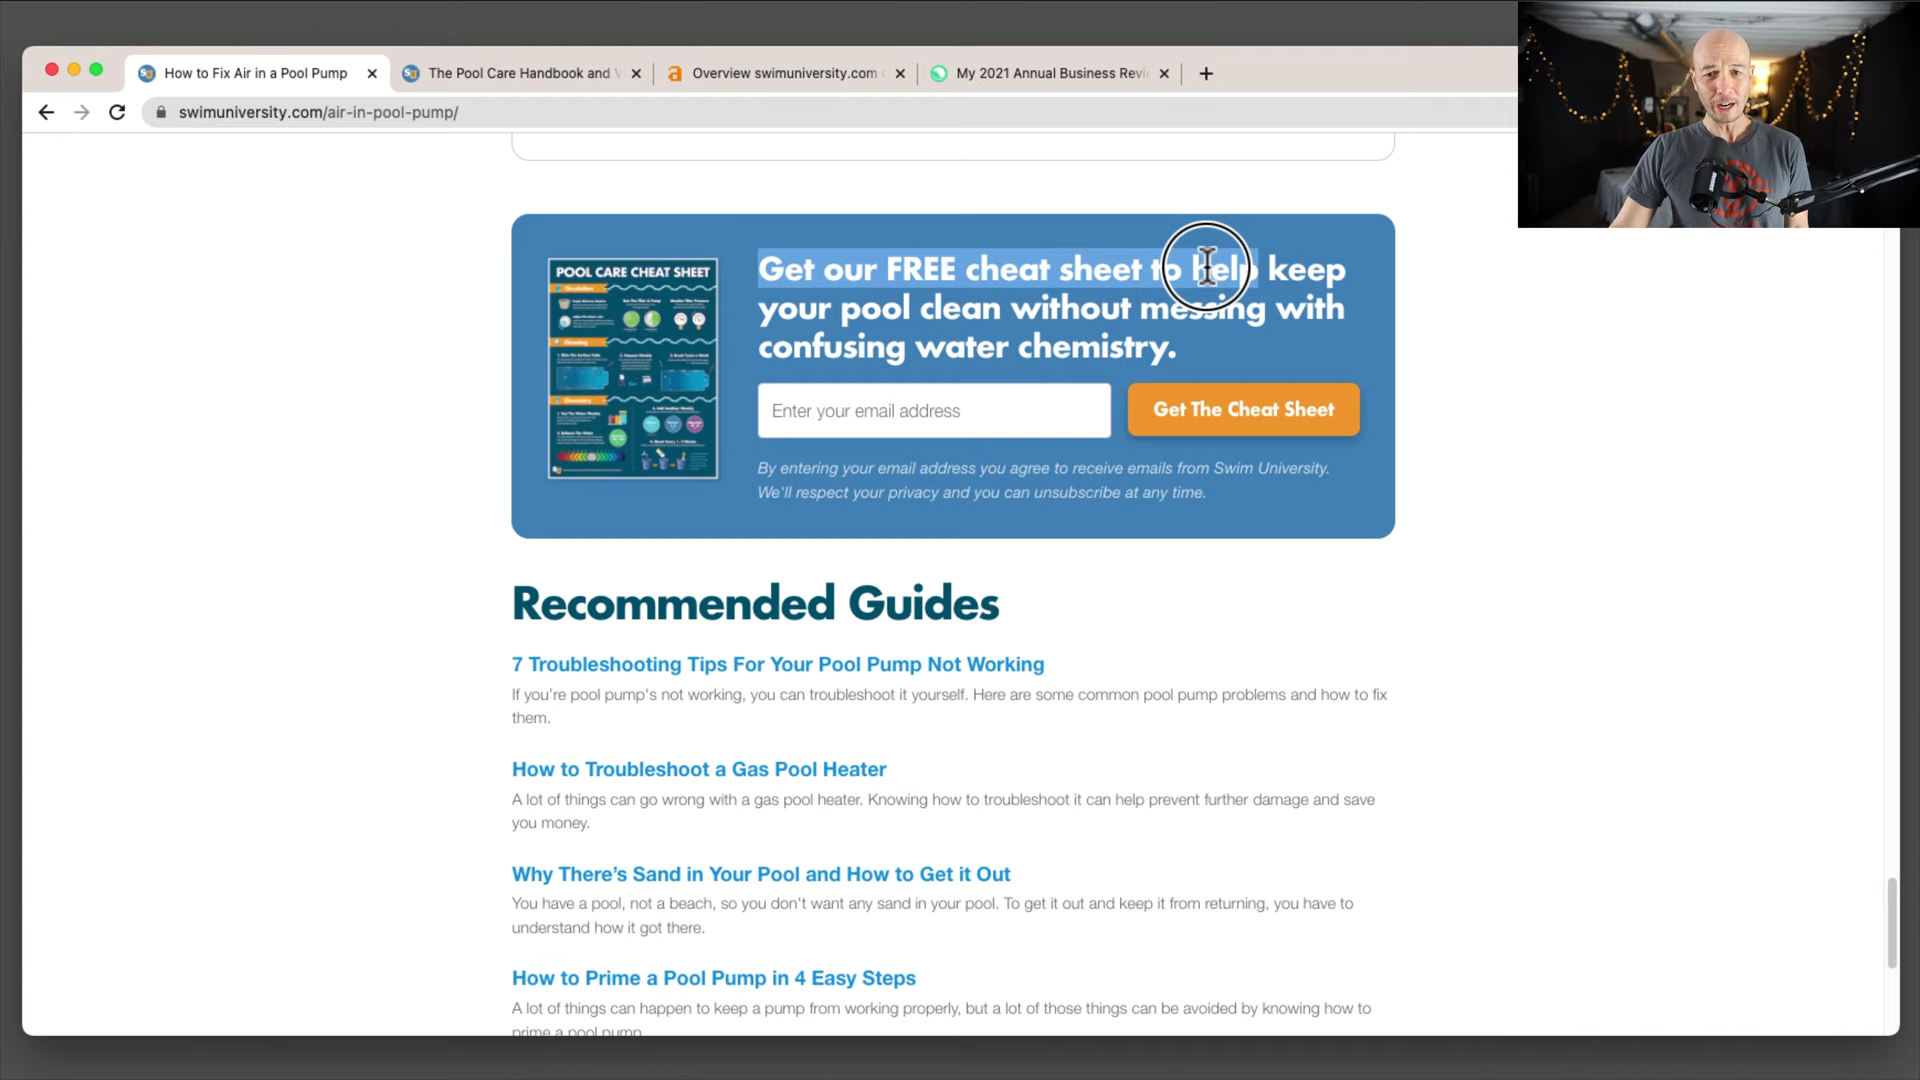 How to Fix Air in a Pool Pump
The Pool Care Handbook and V
Overview swimuniversity.com
My 2021 Annual Business Revi
swimuniversity.com/air-in-pool-pump/
POOL CARE CHEAT SHEET
Get our FREE cheat sheet to help keep
your pool clean without messing with
confusing water chemistry.
Enter your email address
Get The Cheat Sheet
By entering your email address you agree to receive emails from Swim University.
We'll respect your privacy and you can unsubscribe at any time.
Recommended Guides
7 Troubleshooting Tips For Your Pool Pump Not Working
If you’re pool pump's not working, you can troubleshoot it yourself. Here are some common pool pump problems and how to fix
them.
How to Troubleshoot a Gas Pool Heater
A lot of things can go wrong with a gas pool heater. Knowing how to troubleshoot it can help prevent further damage and save
you money.
Why There’s Sand in Your Pool and How to Get it Out
You have a pool, not a beach, so you don't want any sand in your pool. To get it out and keep it from returning, you have to
understand how it got there.
How to Prime a Pool Pump in 4 Easy Steps
A lot of things can happen to keep a pump from working properly, but a lot of those things can be avoided by knowing how to
prime a pool pump.